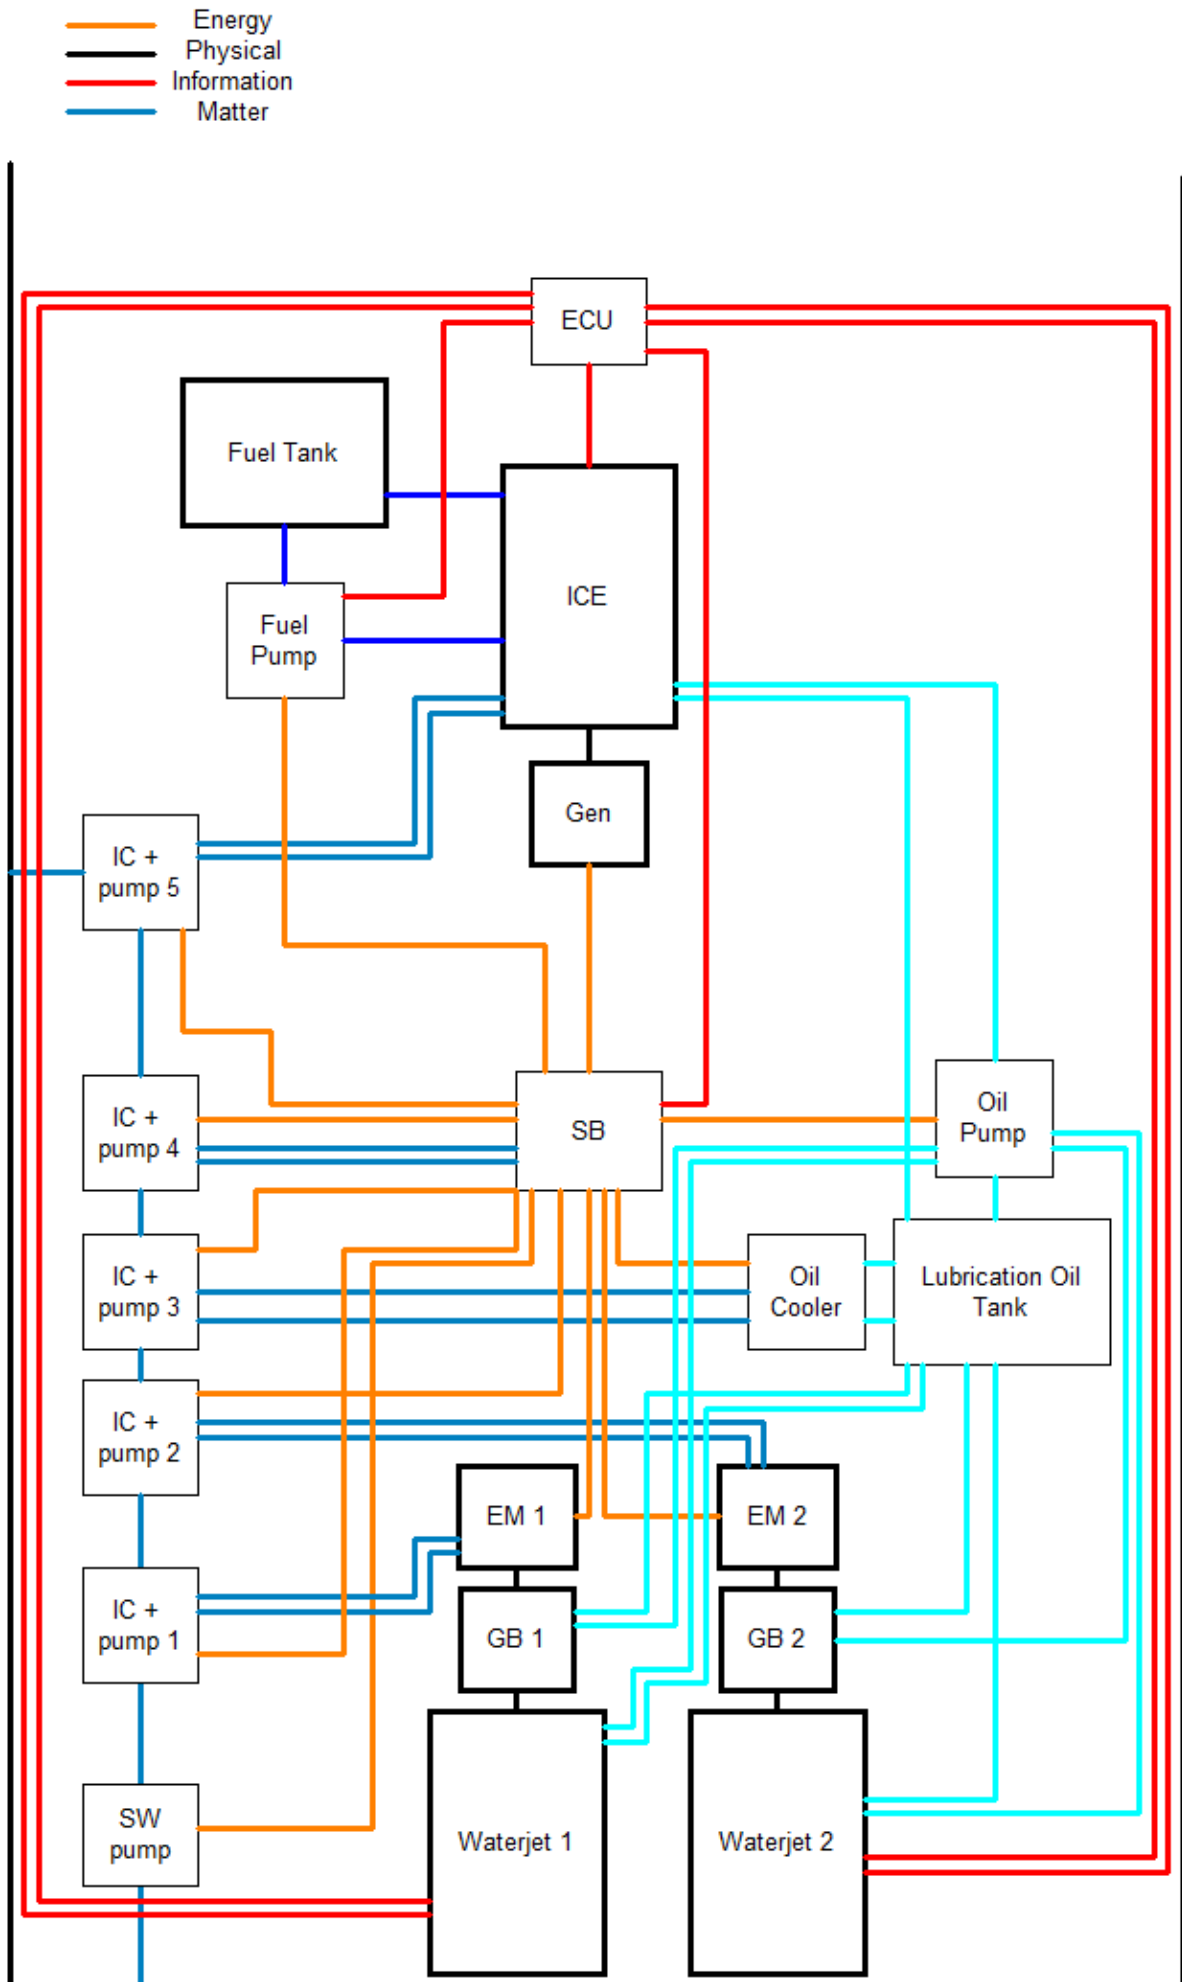 Energy
Physical
Information
Matter
ECU
Fuel Tank
ICE
Fuel
Pump
Gen
IC +
pump 5
IC +
pump 4
SB
Oil
Pump
IC +
pump 3
Oil
Cooler
Lubrication Oil
Tank
IC +
pump 2
EM 1
EM 2
IC +
pump 1
GB 1
GB 2
SW
pump
Waterjet 1
Waterjet 2